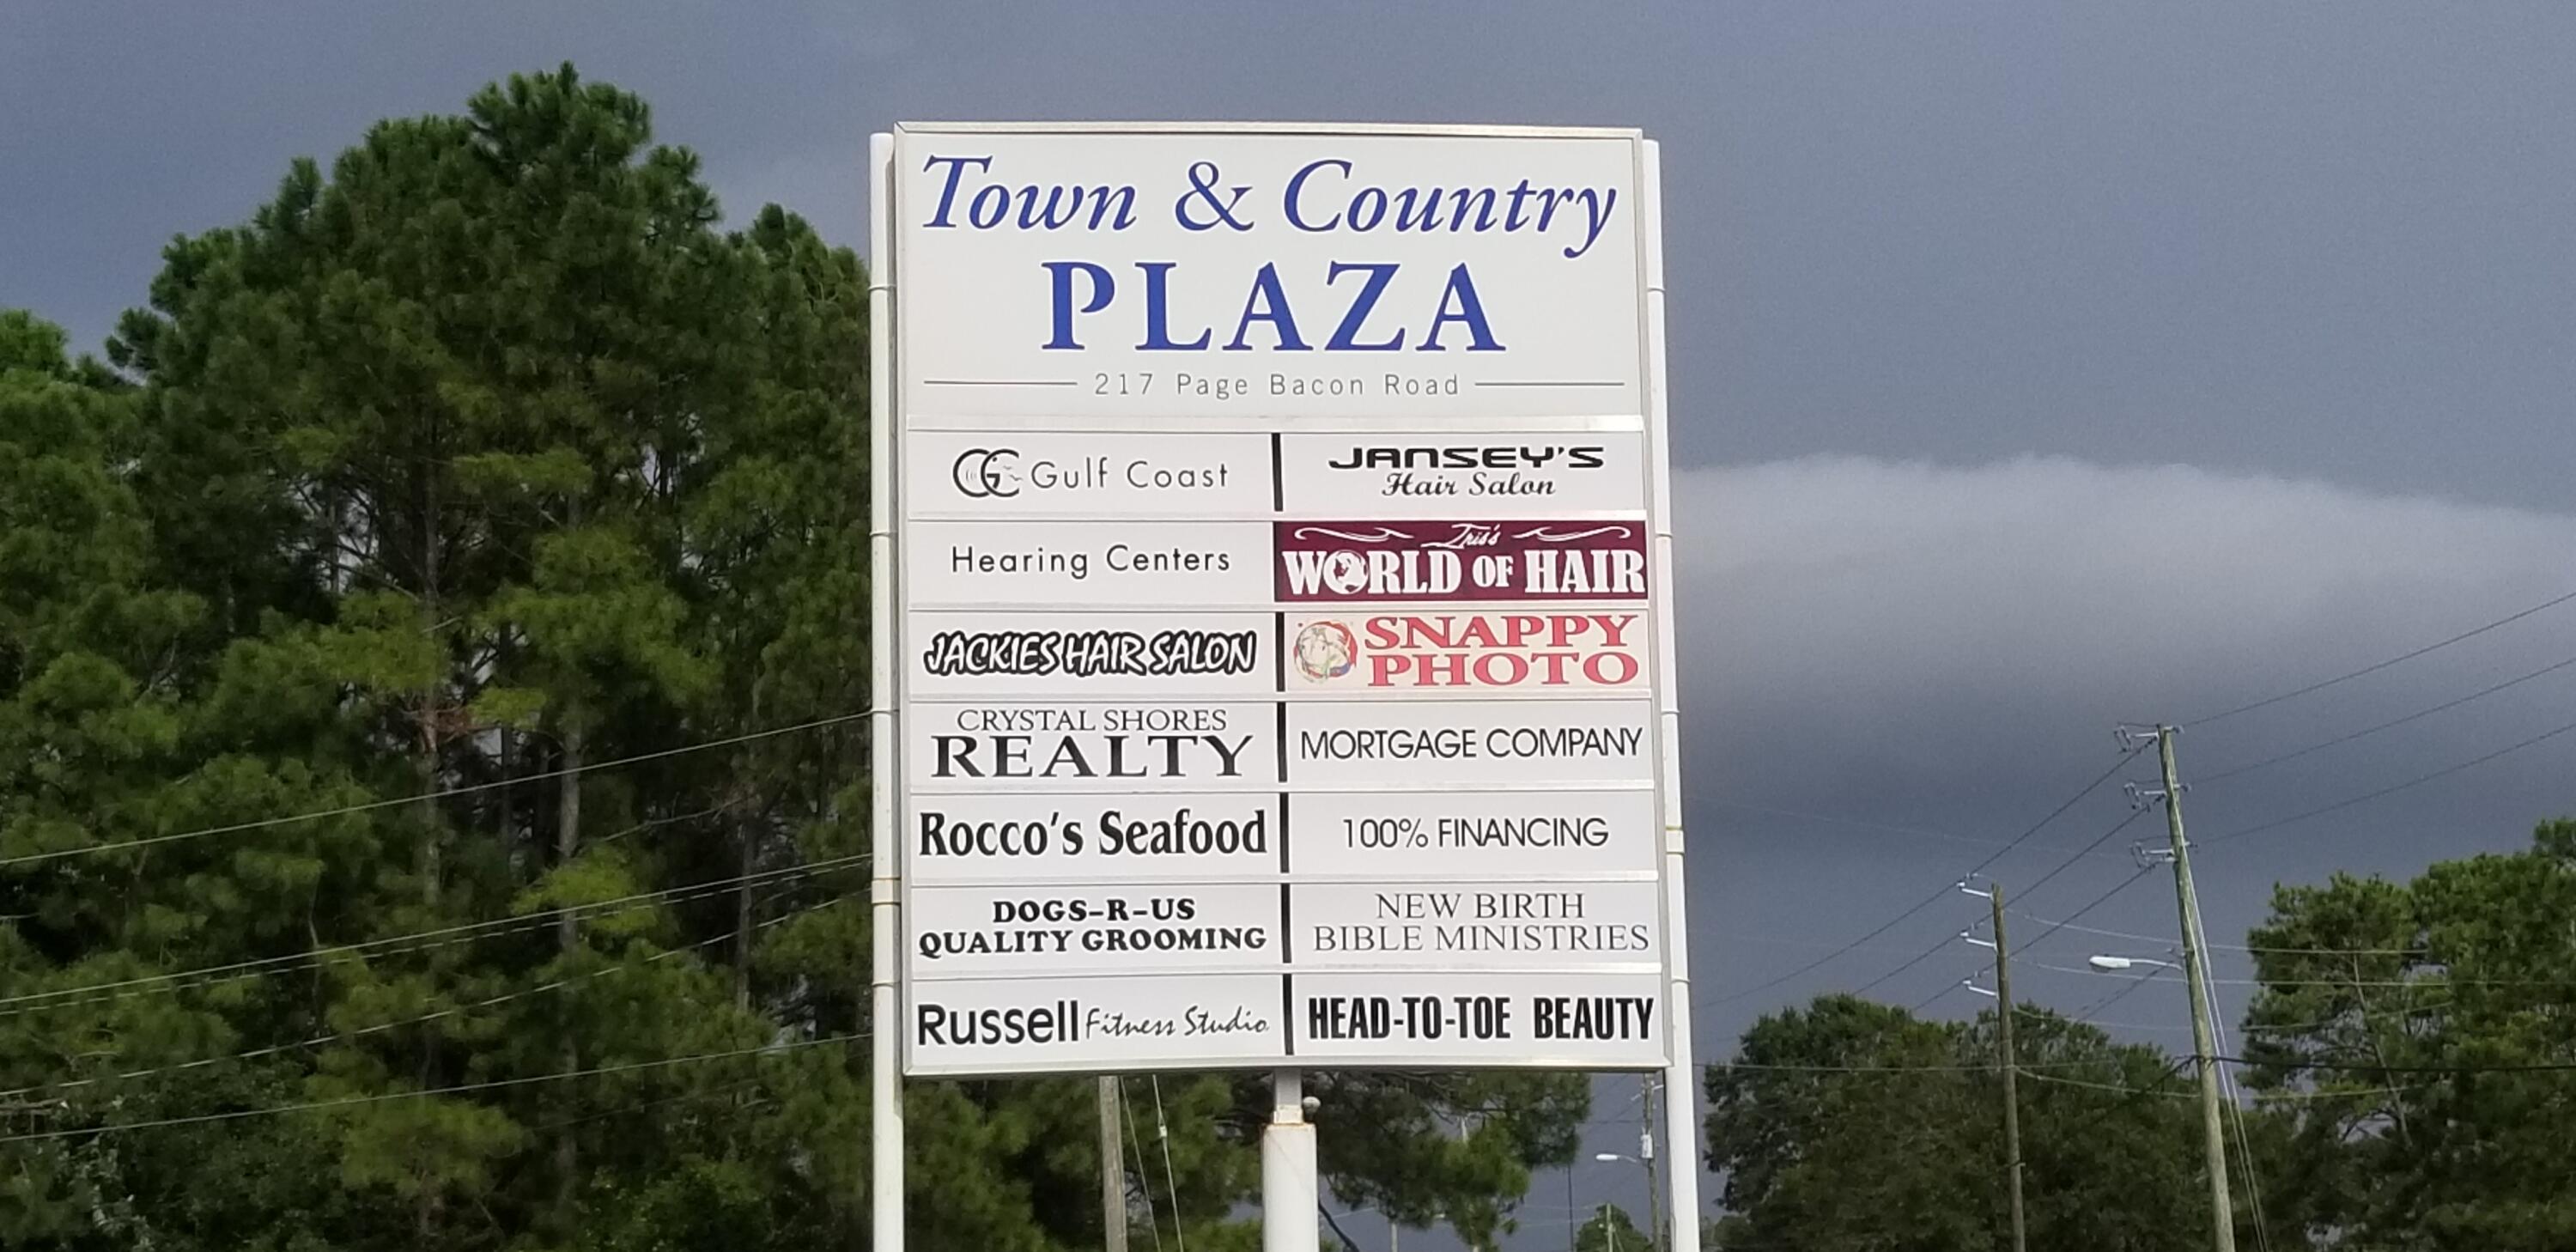 Town & Country
PLAZA
217 Page Bacon Road
GC Gulf Coast
Hearing Centers
JANSEY'S
Hair Salon
Iris's
WORLD OF HAIR
JACKIES HAIR SALON
SNAPPY
PHOTO
CRYSTAL SHORES
REALTY
MORTGAGE COMPANY
Rocco's Seafood
100% FINANCING
DOGS-R-US
QUALITY GROOMING
NEW BIRTH
BIBLE MINISTRIES
Russell Fitness Studio
HEAD-TO-TOE BEAUTY